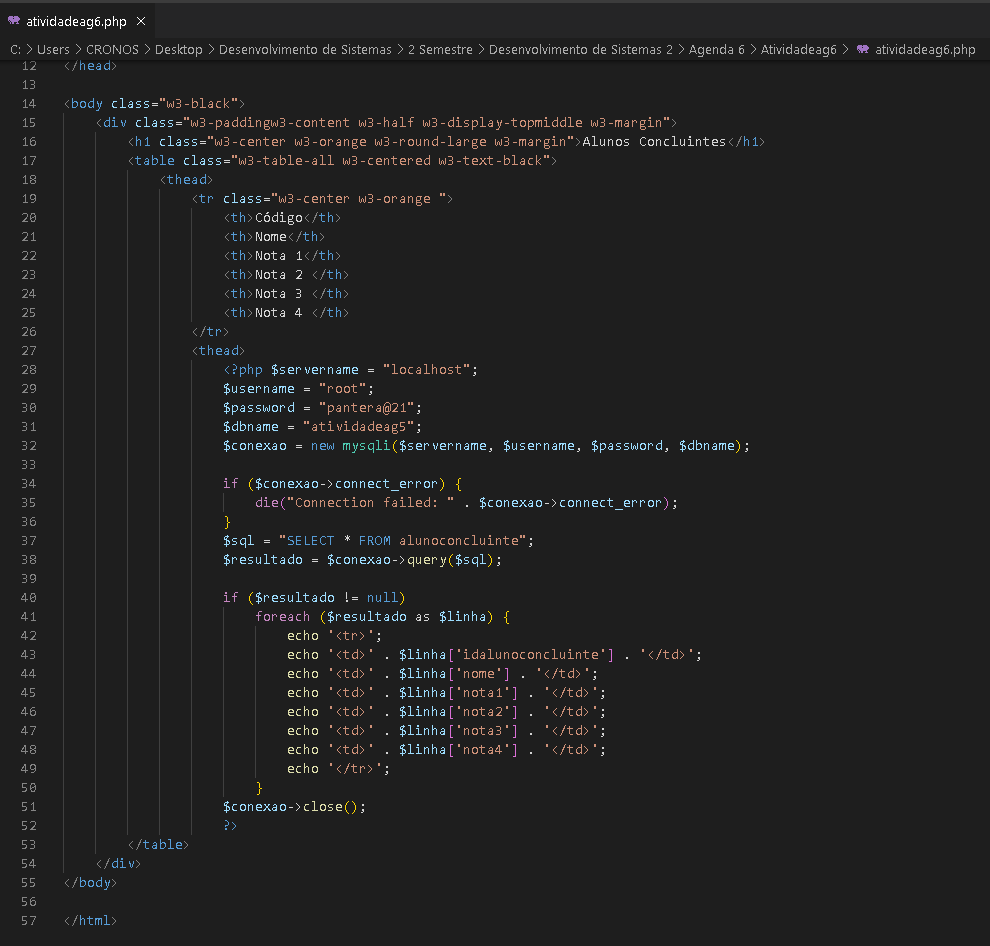 atividadeag6.php ×
C: > Users > CRONOS > Desktop > Desenvolvimento de Sistemas > 2 Semestre > Desenvolvimento de Sistemas 2 > Agenda 6 > Atividadeag6 > atividadeag6.php
12 </head>
13
14 <body class="w3-black">
15 <div class="w3-paddingw3-content w3-half w3-display-topmiddle w3-margin">
16 <h1 class="w3-center w3-orange w3-round-large w3-margin">Alunos Concluintes</h1>
17 <table class="w3-table-all w3-centered w3-text-black">
18 <thead>
19 <tr class="w3-center w3-orange ">
20 <th>Código</th>
21 <th>Nome</th>
22 <th>Nota 1</th>
23 <th>Nota 2 </th>
24 <th>Nota 3 </th>
25 <th>Nota 4 </th>
26 </tr>
27 <thead>
28 <?php $servername = "localhost";
29 $username = "root";
30 $password = "pantera@21";
31 $dbname = "atividadeag5";
32 $conexao = new mysqli($servername, $username, $password, $dbname);
33
34 if ($conexao->connect_error) {
35 die("Connection failed: " . $conexao->connect_error);
36 }
37 $sql = "SELECT * FROM alunoconcluinte";
38 $resultado = $conexao->query($sql);
39
40 if ($resultado != null)
41 foreach ($resultado as $linha) {
42 echo '<tr>';
43 echo '<td>' . $linha['idalunoconcluinte'] . '</td>';
44 echo '<td>' . $linha['nome'] . '</td>';
45 echo '<td>' . $linha['nota1'] . '</td>';
46 echo '<td>' . $linha['nota2'] . '</td>';
47 echo '<td>' . $linha['nota3'] . '</td>';
48 echo '<td>' . $linha['nota4'] . '</td>';
49 echo '</tr>';
50 }
51 $conexao->close();
52 ?>
53 </table>
54 </div>
55 </body>
56
57 </html>